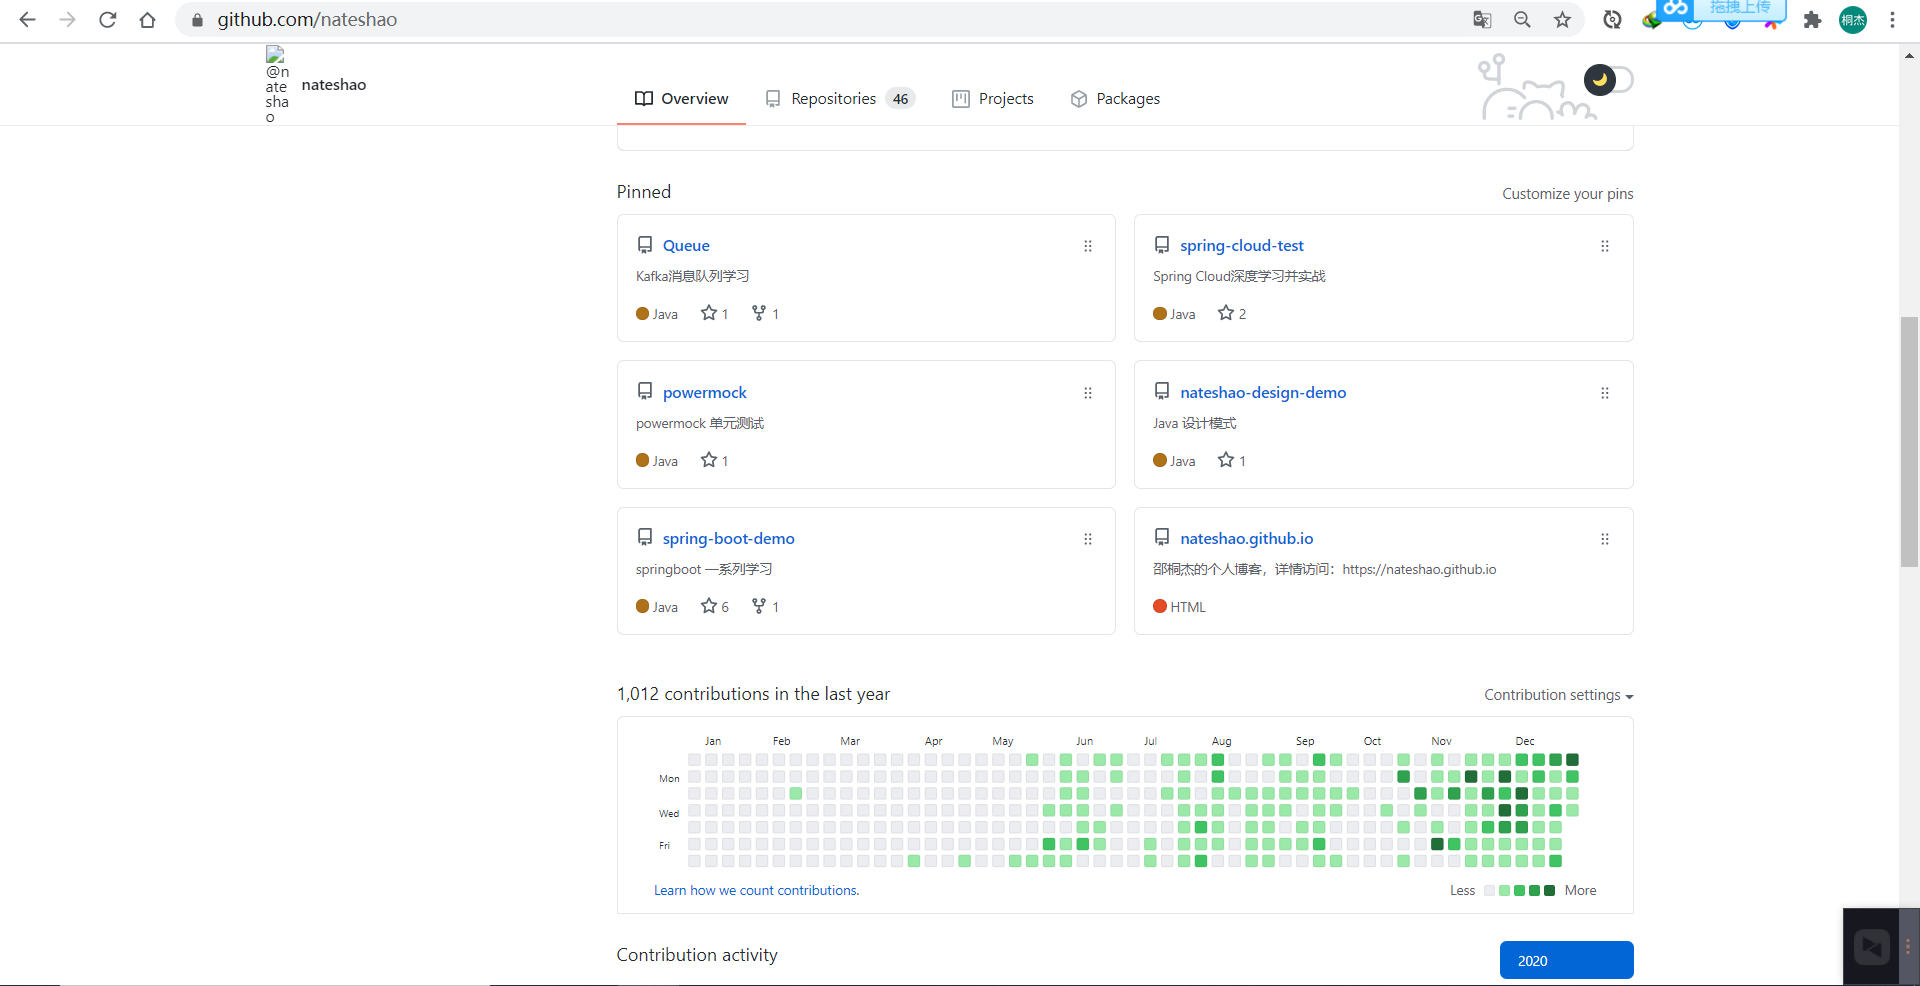 github.com/nateshao
拖拽上传
桐杰
@nateshao
nateshao
Overview
Repositories 46
Projects
Packages
Pinned
Customize your pins
Queue
Kafka消息队列学习
Java 1 1
spring-cloud-test
Spring Cloud深度学习并实战
Java 2
powermock
powermock 单元测试
Java 1
nateshao-design-demo
Java 设计模式
Java 1
spring-boot-demo
springboot 一系列学习
Java 6 1
nateshao.github.io
邵桐杰的个人博客，详情访问：https://nateshao.github.io
HTML
1,012 contributions in the last year
Contribution settings
Jan Feb Mar Apr May Jun Jul Aug Sep Oct Nov Dec
Mon
Wed
Fri
Learn how we count contributions.
Less More
Contribution activity
2020